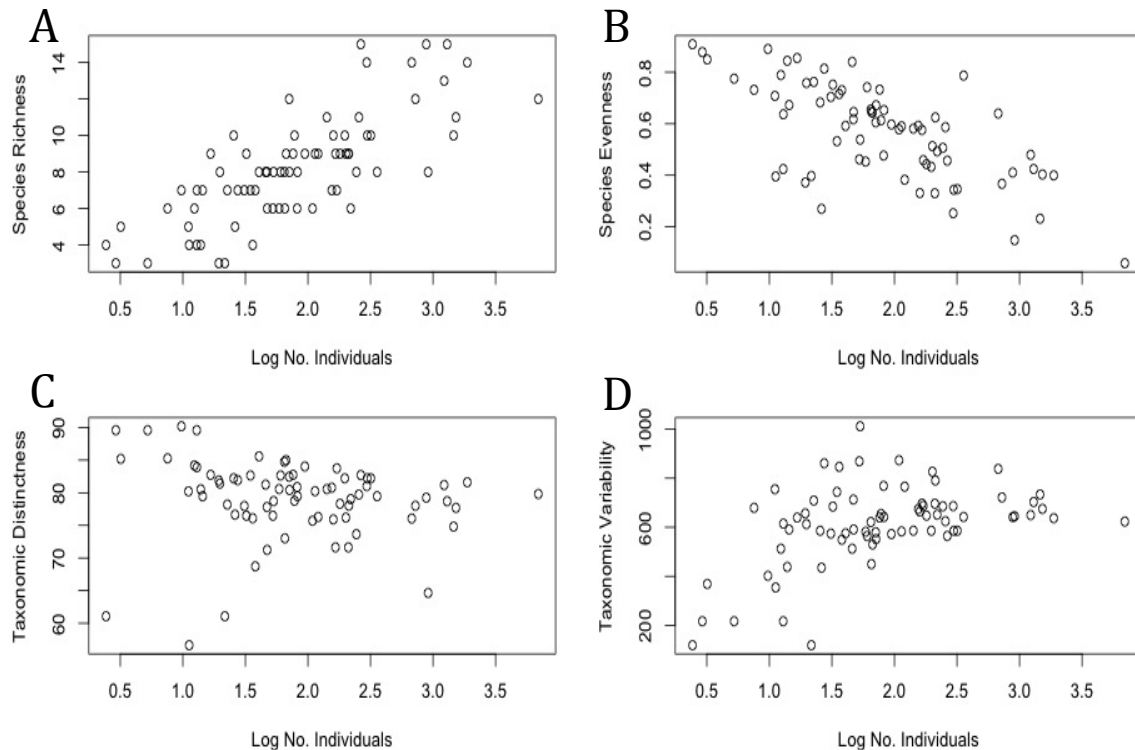 A
Species Richness
14
10
8
6
4
0.5 1.0 1.5 2.0 2.5 3.0 3.5
Log No. Individuals
B
Species Evenness
0.8
0.6
0.4
0.2
0.5 1.0 1.5 2.0 2.5 3.0 3.5
Log No. Individuals
C
Taxonomic Distinctness
90
80
70
60
0.5 1.0 1.5 2.0 2.5 3.0 3.5
Log No. Individuals
D
Taxonomic Variability
1000
600
200
0.5 1.0 1.5 2.0 2.5 3.0 3.5
Log No. Individuals